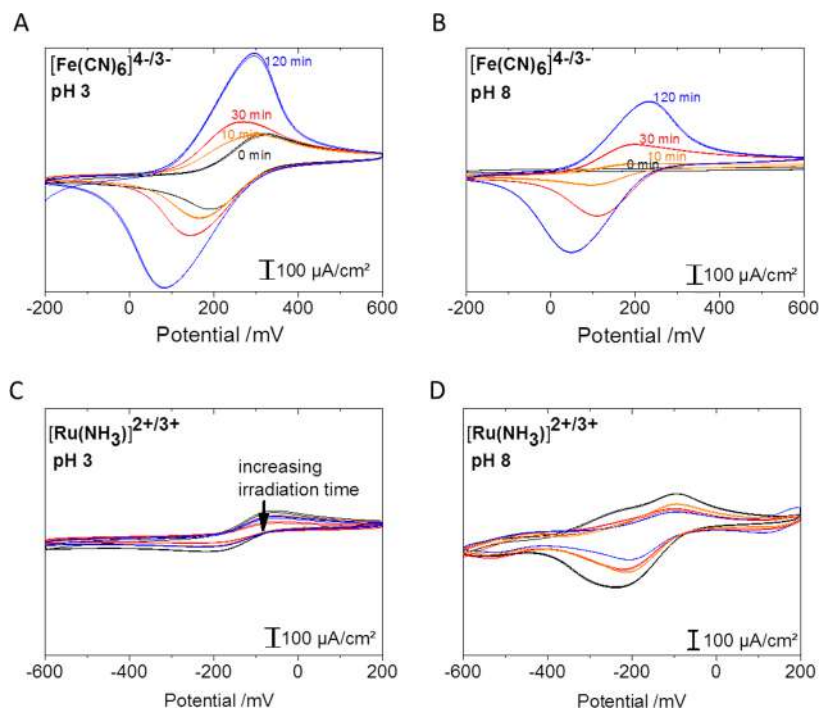 A
[Fe(CN)6]4-/3-
pH 3
120 min
30 min
10 min
0 min
100 µA/cm²
-200 0 200 400 600
Potential /mV
B
[Fe(CN)6]4-/3-
pH 8
120 min
30 min
10 min
0 min
100 µA/cm²
-200 0 200 400 600
Potential /mV
C
[Ru(NH3)]2+/3+
pH 3
increasing
irradiation time
100 µA/cm²
-600 -400 -200 0 200
Potential /mV
D
[Ru(NH3)]2+/3+
pH 8
100 µA/cm²
-600 -400 -200 0 200
Potential /mV